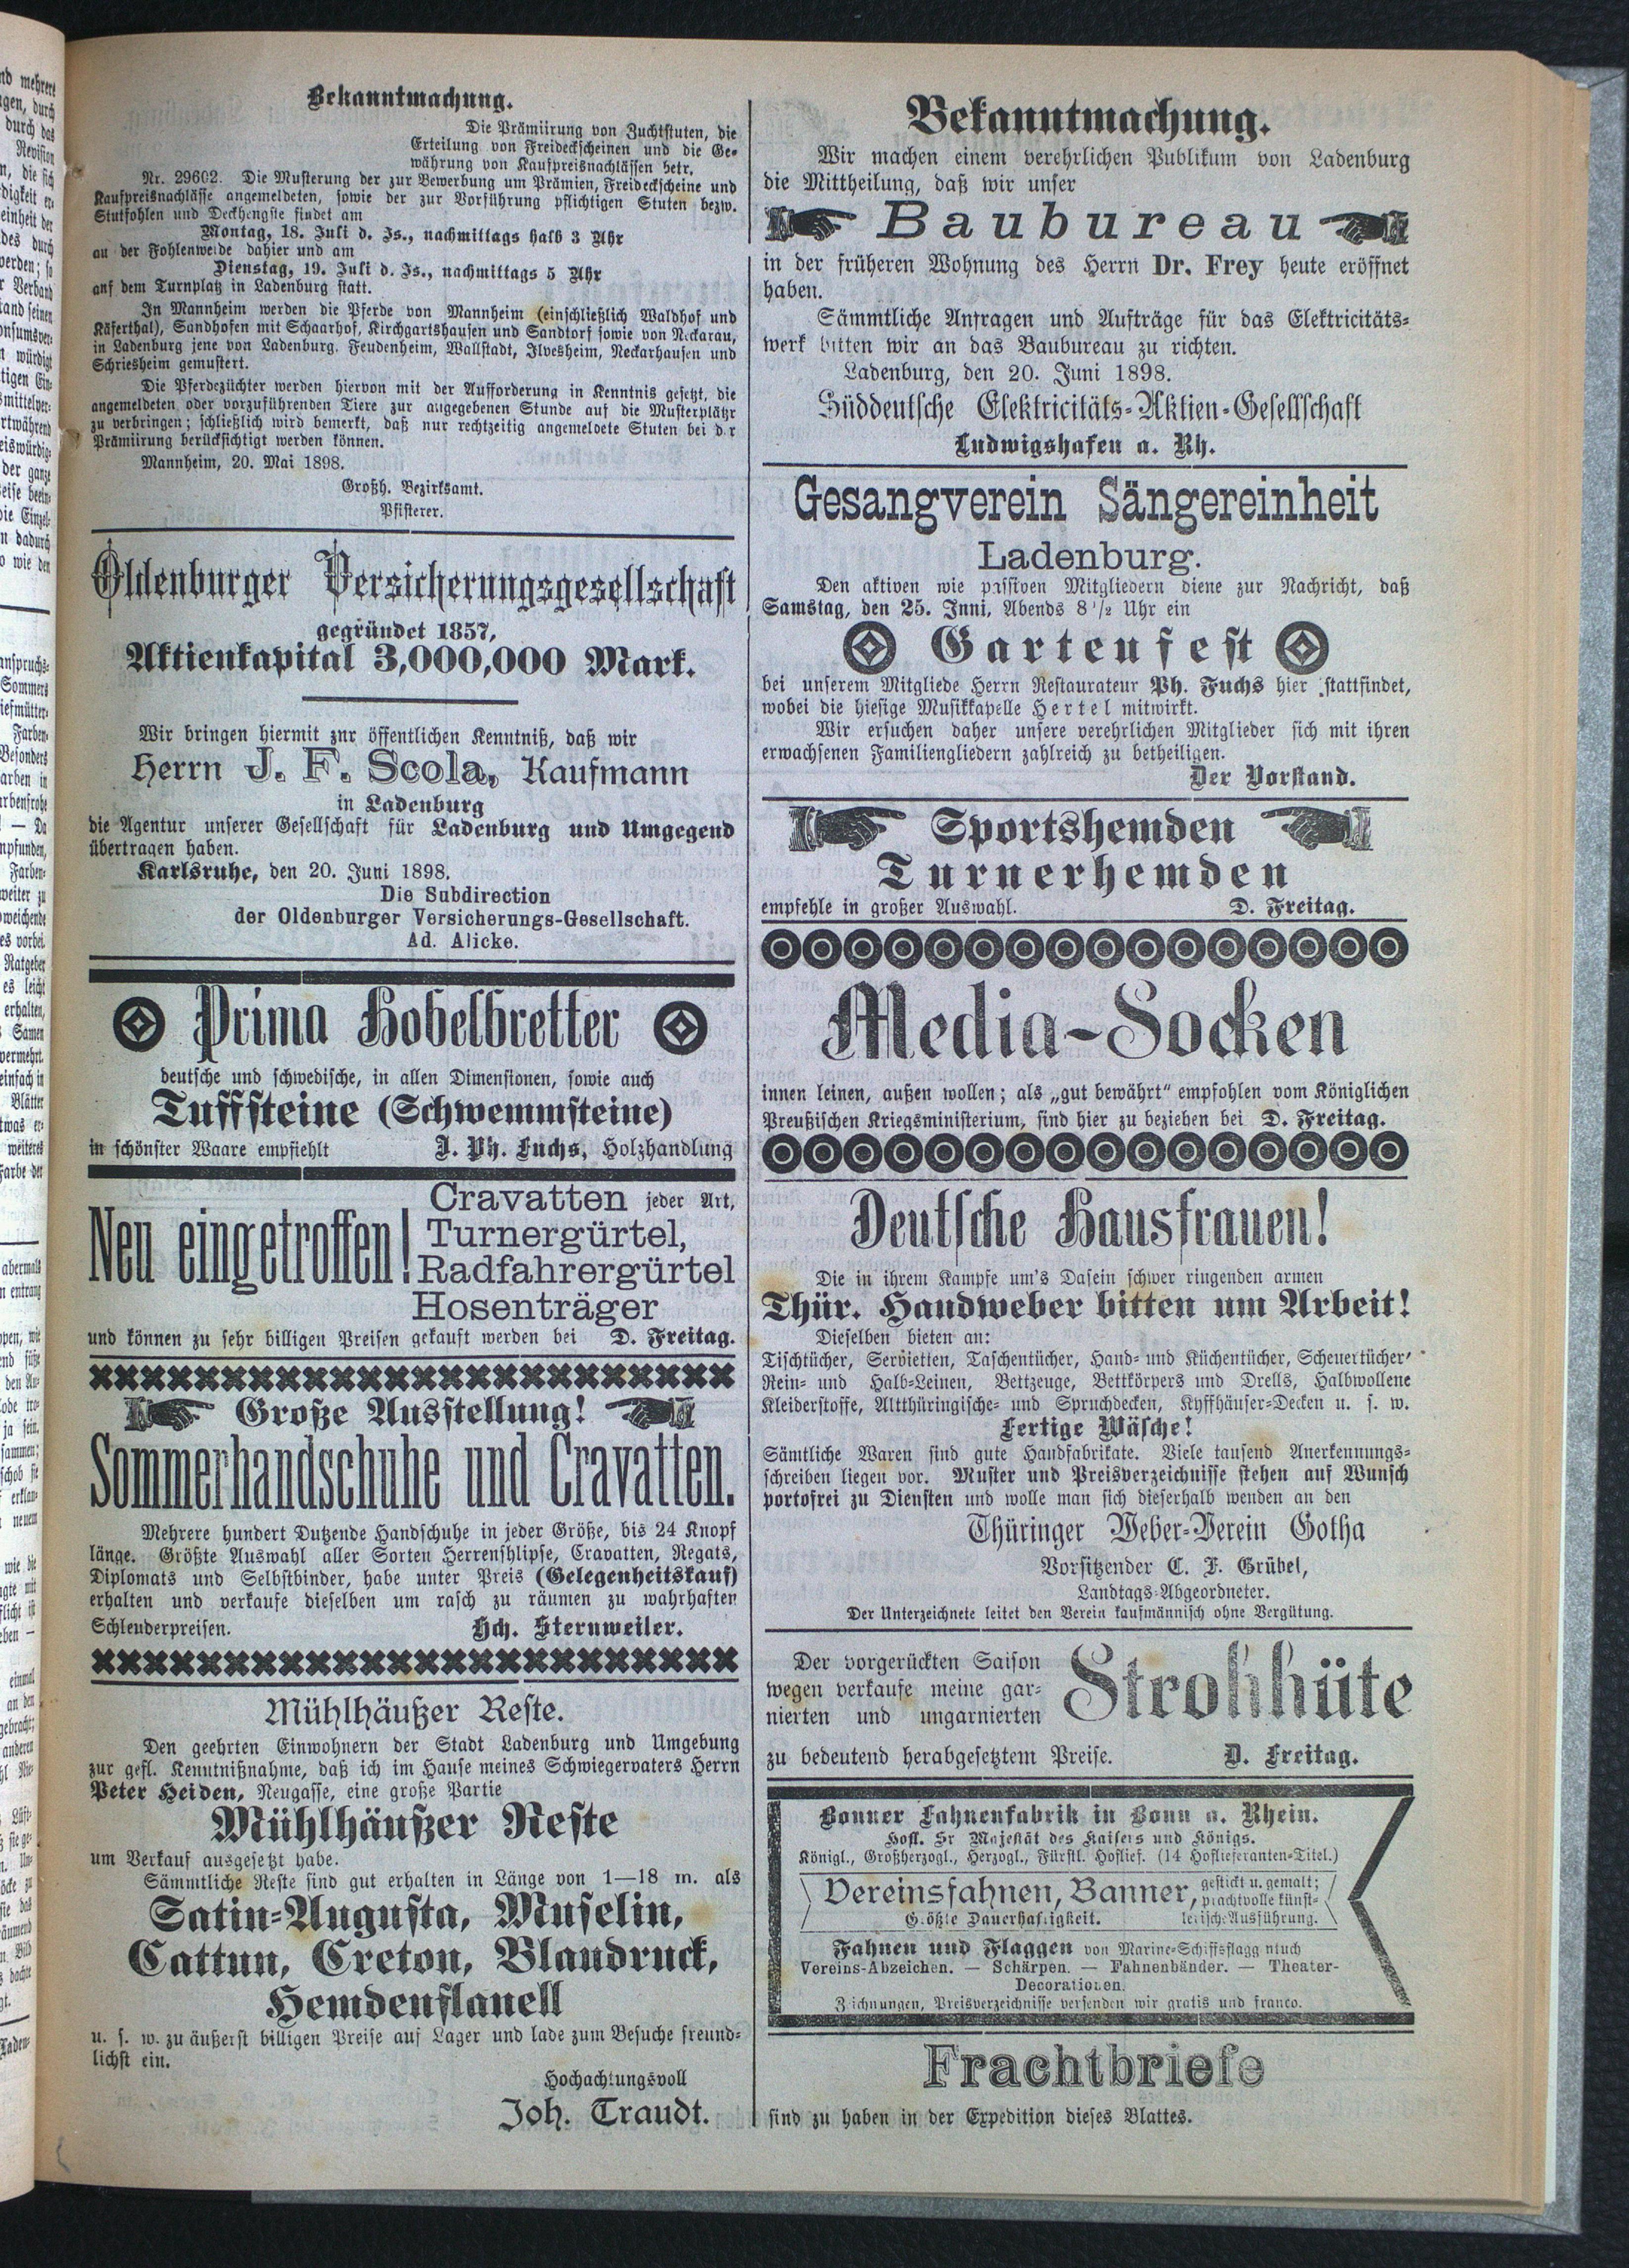 Bekanntmachung.
Die Prämiirung von Zuchtstuten, die
Erteilung von Freideckscheinen und die Ge-
währung von Kaufpreisnachlässen betr.
Nr. 29602. Die Musterung der zur Bewerbung um Prämien, Freideckscheine und
Kaufpreisnachlässe angemeldeten, sowie der zur Vorführung pflichtigen Stuten bezw.
Stutfohlen und Deckhengste findet am
Montag, 18. Juli d. Js., nachmittags halb 3 Uhr
an der Fohlenweide dahier und am
Dienstag, 19. Juli d. Js., nachmittags 5 Uhr
auf dem Turnplatz in Ladenburg statt.
In Mannheim werden die Pferde von Mannheim (einschließlich Waldhof und
Käferthal), Sandhofen mit Schaarhof, Kirchgartshausen und Sandtorf sowie von Neckarau,
in Ladenburg jene von Ladenburg. Feudenheim, Wallstadt, Ilvesheim, Neckarhausen und
Schriesheim gemustert.
Die Pferdezüchter werden hiervon mit der Aufforderung in Kenntnis gesetzt, die
angemeldeten oder vorzuführenden Tiere zur angegebenen Stunde auf die Musterplätze
zu verbringen; schließlich wird bemerkt, daß nur rechtzeitig angemeldete Stuten bei d r
Prämiirung berücksichtigt werden können.
Mannheim, 20. Mai 1898.
Großh. Bezirksamt.
Pfisterer.
Oldenburger Versicherungsgesellschaft
gegründet 1857,
Aktienkapital 3,000,000 Mark.
Wir bringen hiermit znr öffentlichen Kenntniß, daß wir
Herrn J. F. Scola, Kaufmann
in Ladenburg
die Agentur unserer Gesellschaft für Ladenburg und Umgegend
übertragen haben.
Karlsruhe, den 20. Juni 1898.
Die Subdirection
der Oldenburger Versicherungs-Gesellschaft.
Ad. Alicke.
Prima Hobelbretter
deutsche und schwedische, in allen Dimensionen, sowie auch
Tuffsteine (Schwemmsteine)
in schönster Waare empfiehlt J. Ph. Fuchs, Holzhandlung
Neu eingetroffen!
Cravatten jeder Art,
Turnergürtel,
Radfahrergürtel
Hosenträger
und können zu sehr billigen Preisen gekauft werden bei D. Freitag.
Große Ausstellung!
Sommerhandschuhe und Cravatten.
Mehrere hundert Dutzende Handschuhe in jeder Größe, bis 24 Knopf
länge. Größte Auswahl aller Sorten Herrenshlipse, Cravatten, Regats,
Diplomats und Selbstbinder, habe unter Preis (Gelegenheitskauf)
erhalten und verkaufe dieselben um rasch zu räumen zu wahrhaften
Schleuderpreisen. Hch. Sternweiler.
Mühlhäußer Reste.
Den geehrten Einwohnern der Stadt Ladenburg und Umgebung
zur gefl. Kenntnißnahme, daß ich im Hause meines Schwiegervaters Herrn
Peter Heiden, Neugasse, eine große Partie
Mühlhäußer Reste
um Verkauf ausgesetzt habe.
Sämmtliche Reste sind gut erhalten in Länge von 1—18 m. als
Satin-Augusta, Muselin,
Cattun, Creton, Blaudruck,
Hemdenflanell
u. s. w. zu äußerst billigen Preise auf Lager und lade zum Besuche freund-
lichst ein.
Hochachtungsvoll
Joh. Traudt.
Bekanntmachung.
Wir machen einem verehrlichen Publikum von Ladenburg
die Mittheilung, daß wir unser
Baubureau
in der früheren Wohnung des Herrn Dr. Frey heute eröffnet
haben.
Sämmtliche Anfragen und Aufträge für das Elektricitäts-
werk bitten wir an das Baubureau zu richten.
Ladenburg, den 20. Juni 1898.
Süddeutsche Elektricitäts-Aktien-Gesellschaft
Ludwigshafen a. Rh.
Gesangverein Sängereinheit
Ladenburg.
Den aktiven wie passiven Mitgliedern diene zur Nachricht, daß
Samstag, den 25. Inni, Abends 8 1/2 Uhr ein
Gartenfest
bei unserem Mitgliede Herrn Restaurateur Ph. Fuchs hier stattfindet,
wobei die hiesige Musikkapelle Hertel mitwirkt.
Wir ersuchen daher unsere verehrlichen Mitglieder sich mit ihren
erwachsenen Familiengliedern zahlreich zu betheiligen.
Der Vorstand.
Sportshemden
Turnerhemden
empfehle in großer Auswahl. D. Freitag.
Media-Socken
innen leinen, außen wollen; als „gut bewährt“ empfohlen vom Königlichen
Preußischen Kriegsministerium, sind hier zu beziehen bei D. Freitag.
Deutsche Hausfrauen!
Die in ihrem Kampfe um's Dasein schwer ringenden armen
Thür. Handweber bitten um Arbeit!
Dieselben bieten an:
Tischtücher, Servietten, Taschentücher, Hand- und Küchentücher, Scheuertücher,
Rein- und Halb-Leinen, Bettzeuge, Bettkörpers und Drells, Halbwollene
Kleiderstoffe, Altthüringische- und Spruchdecken, Kyffhäuser-Decken u. s. w.
Fertige Wäsche!
Sämtliche Waren sind gute Handfabrikate. Viele tausend Anerkennungs-
schreiben liegen vor. Muster und Preisverzeichnisse stehen auf Wunsch
portofrei zu Diensten und wolle man sich dieserhalb wenden an den
Thüringer Weber-Verein Gotha
Vorsitzender C. F. Grübel,
Landtags-Abgeordneter.
Der Unterzeichnete leitet den Verein kaufmännisch ohne Vergütung.
Der vorgerückten Saison
wegen verkaufe meine gar-
nierten und ungarnierten
Strohhüte
zu bedeutend herabgesetztem Preise. D. Freitag.
Bonner Fahnenfabrik in Bonn a. Rhein.
Hofl. Sr Majestät des Kaisers und Königs.
Königl., Großherzogl., Herzogl., Fürstl. Hoflief. (14 Hoflieferanten-Titel.)
Vereinsfahnen, Banner, gestickt u. gemalt;
prachtvolle künst-
Größte Dauerhaftigkeit. lerische Ausführung.
Fahnen und Flaggen von Marine-Schiffsflagg ntuch
Vereins-Abzeichen. — Schärpen. — Fahnenbänder. — Theater-
Decorationen.
Z ichnungen, Preisverzeichnisse versenden wir gratis und franco.
Frachtbriefe
sind zu haben in der Expedition dieses Blattes.